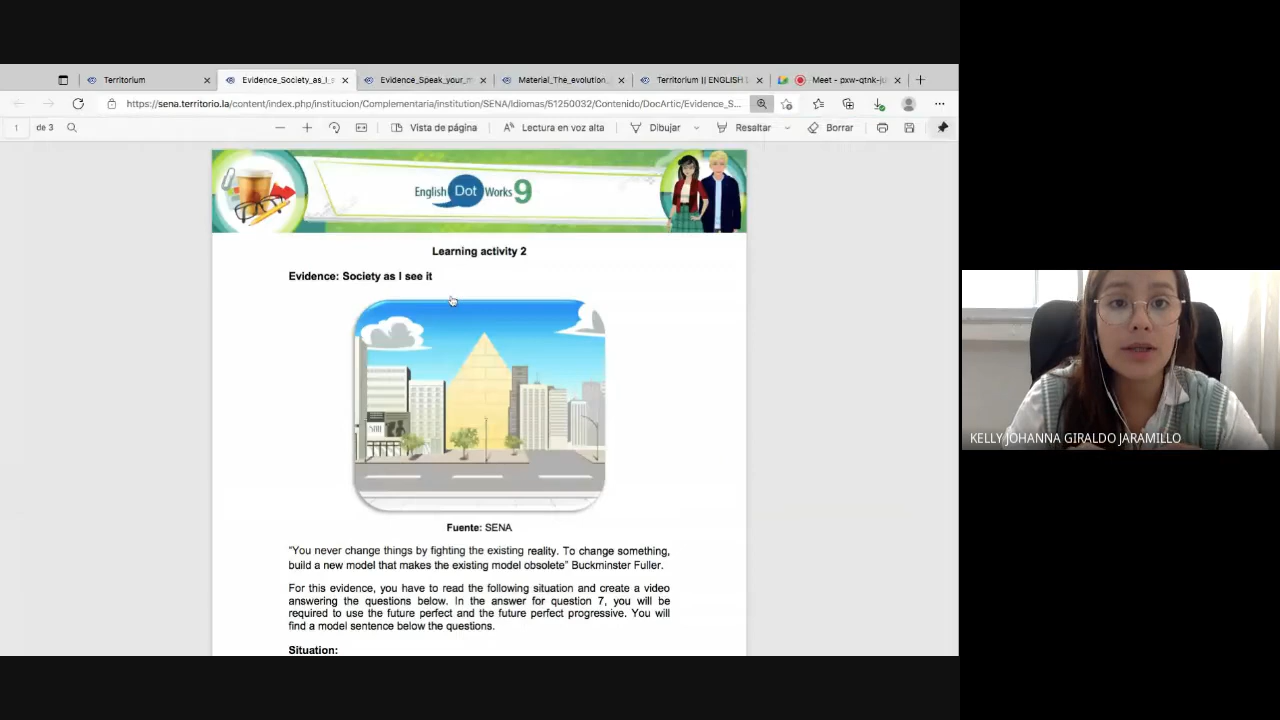 Territorium
Evidence_Society_as_I_s
Evidence_Speak_your_m
Material_The_evolution_
Territorium || ENGLISH
Meet - pxw-qtnk-ju
https://sena.territorio.la/content/index.php/institucion/Complementaria/institution/SENA/Idiomas/51250032/Contenido/DocArtic/Evidence_S...
1 de 3
Vista de página
Lectura en voz alta
Dibujar
Resaltar
Borrar
English Dot Works 9
Learning activity 2
Evidence: Society as I see it
Fuente: SENA
"You never change things by fighting the existing reality. To change something,
build a new model that makes the existing model obsolete" Buckminster Fuller.
For this evidence, you have to read the following situation and create a video
answering the questions below. In the answer for question 7, you will be
required to use the future perfect and the future perfect progressive. You will
find a model sentence below the questions.
Situation:
KELLY JOHANNA GIRALDO JARAMILLO